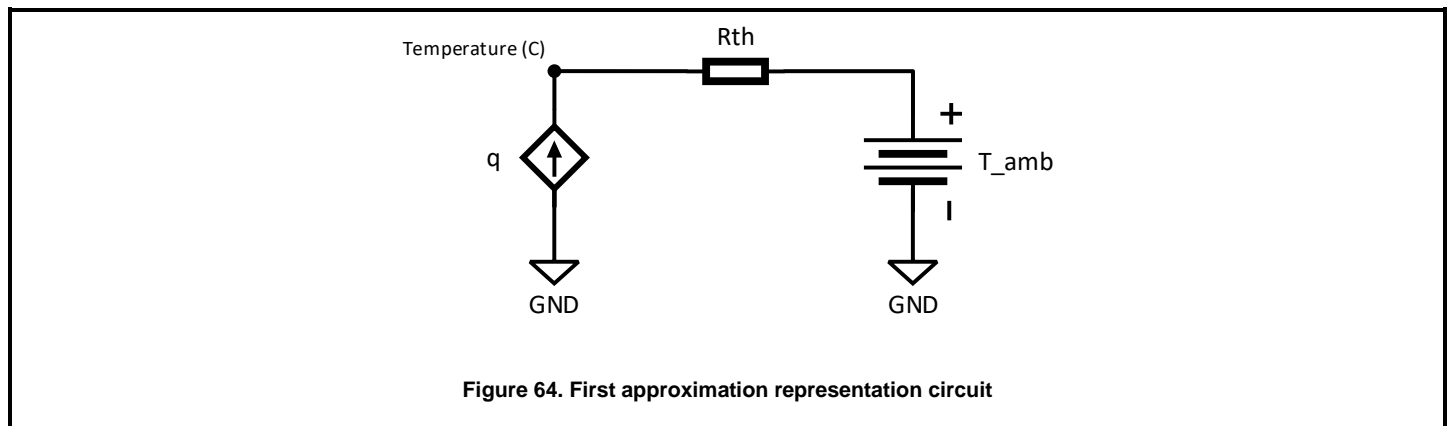 Rth
Temperature (C)
+
q
T_amb
GND
GND
Figure 64. First approximation representation circuit